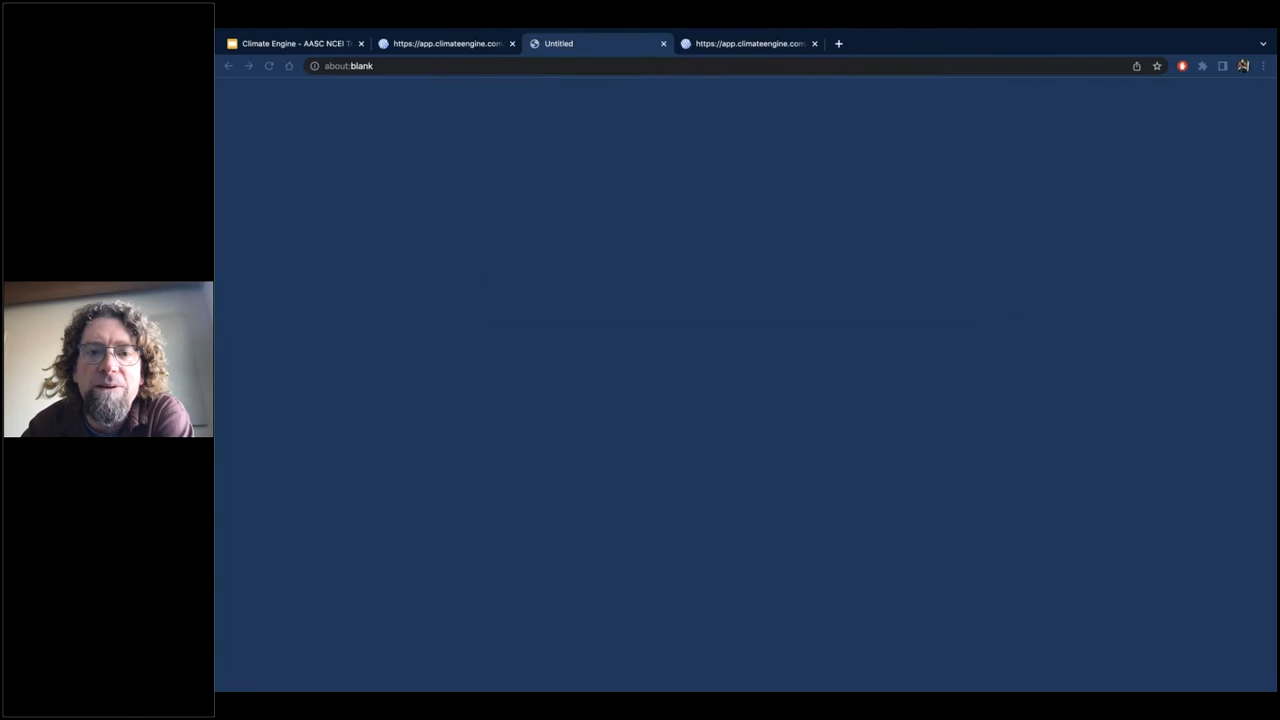 Climate Engine - AASC NCEI T
https://app.climateengine.com
Untitled
https://app.climateengine.com
about:blank